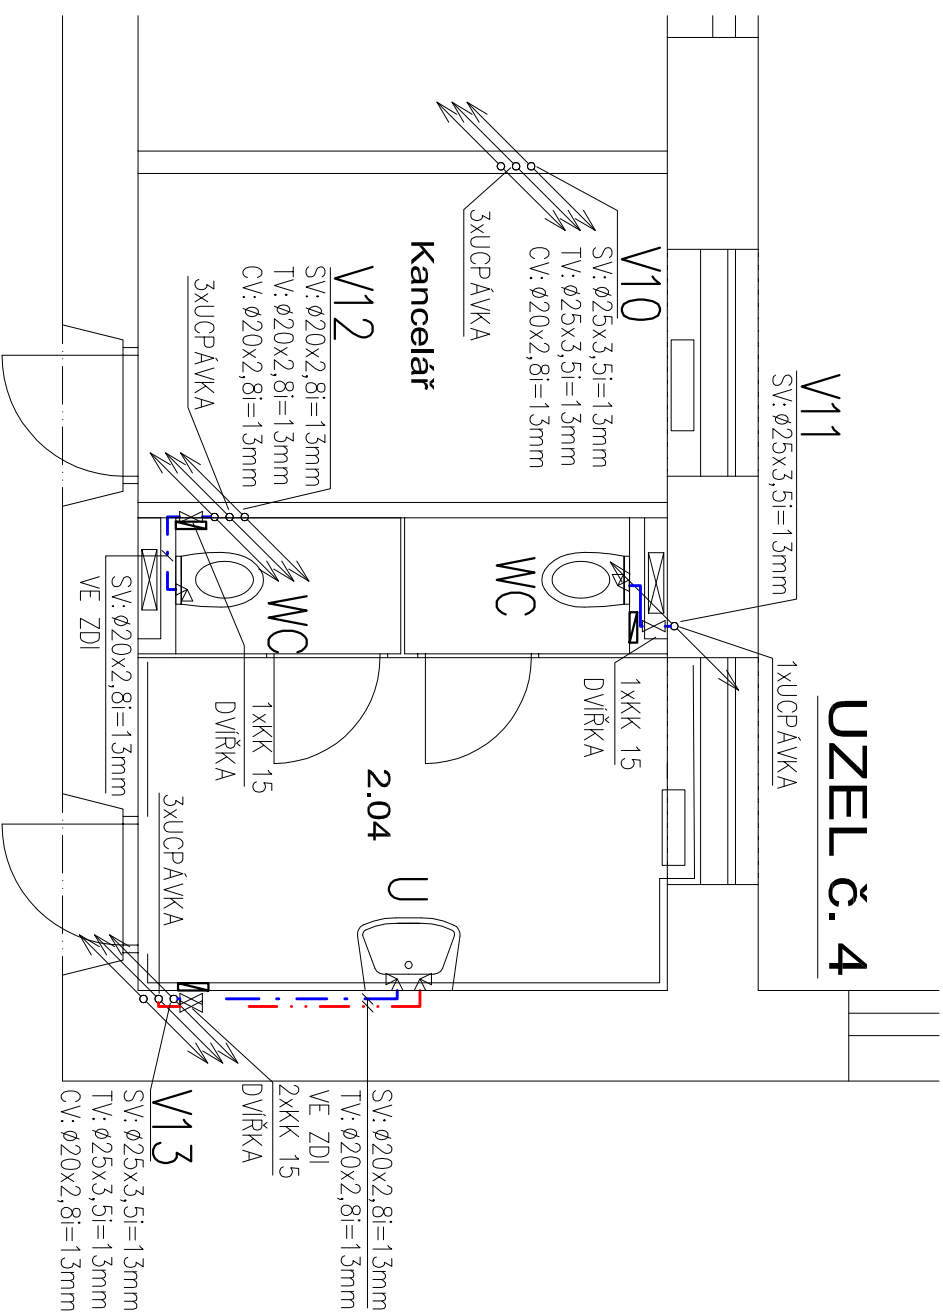 UZEL č. 4
V11
SV:ø25x3,5i=13mm
1xUCPÁVKA
V10
SV:ø25x3,5i=13mm
TV:ø25x3,5i=13mm
CV:ø20x2,8i=13mm
3xUCPÁVKA
Kancelář
V12
SV:ø20x2,8i=13mm
TV:ø20x2,8i=13mm
CV:ø20x2,8i=13mm
3xUCPÁVKA
WC
1xKK 15
DVÍŘKA
WC
1xKK 15
DVÍŘKA
SV:ø20x2,8i=13mm
VE ZDI
2.04
U
3xUCPÁVKA
SV:ø20x2,8i=13mm
TV:ø20x2,8i=13mm
VE ZDI
2xKK 15
DVÍŘKA
V13
SV:ø25x3,5i=13mm
TV:ø25x3,5i=13mm
CV:ø20x2,8i=13mm